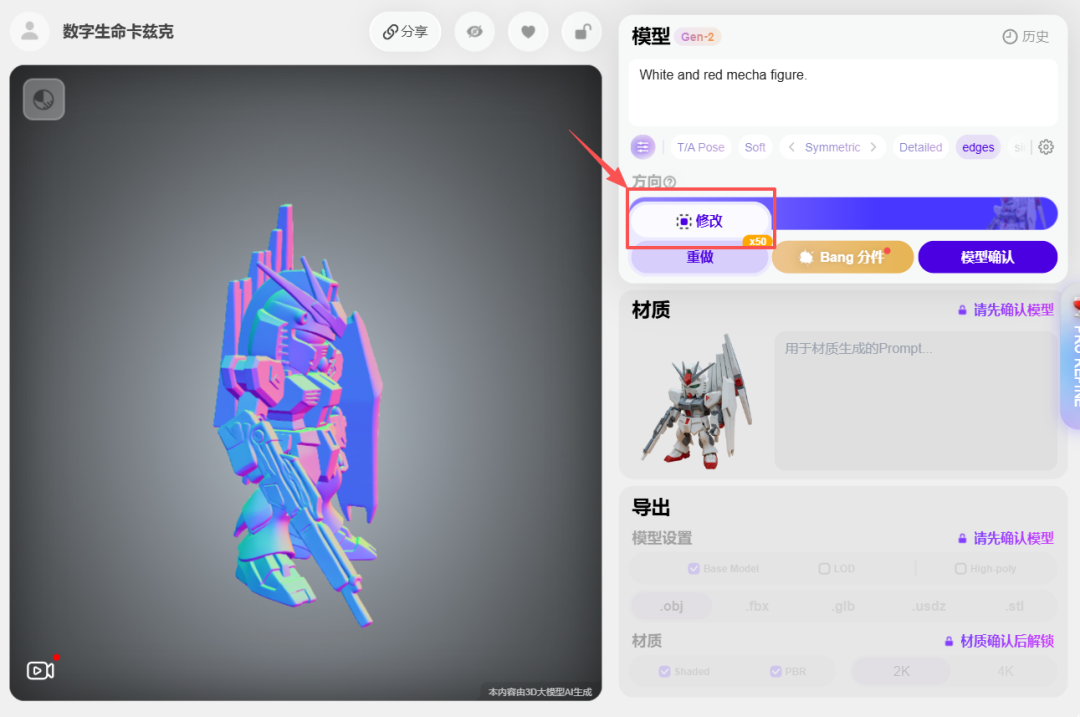 数字生命卡兹克
分享
模型 Gen-2
历史
White and red mecha figure.
T/A Pose Soft Symmetric Detailed edges
方向
修改
x50
重做 Bang 分件 模型确认
材质 请先确认模型
用于材质生成的Prompt...
导出
模型设置 请先确认模型
Base Model LOD High-poly
.obj .fbx .glb .usdz .stl
材质 材质确认后解锁
Shaded PBR 2K 4K
本内容由3D大模型AI生成